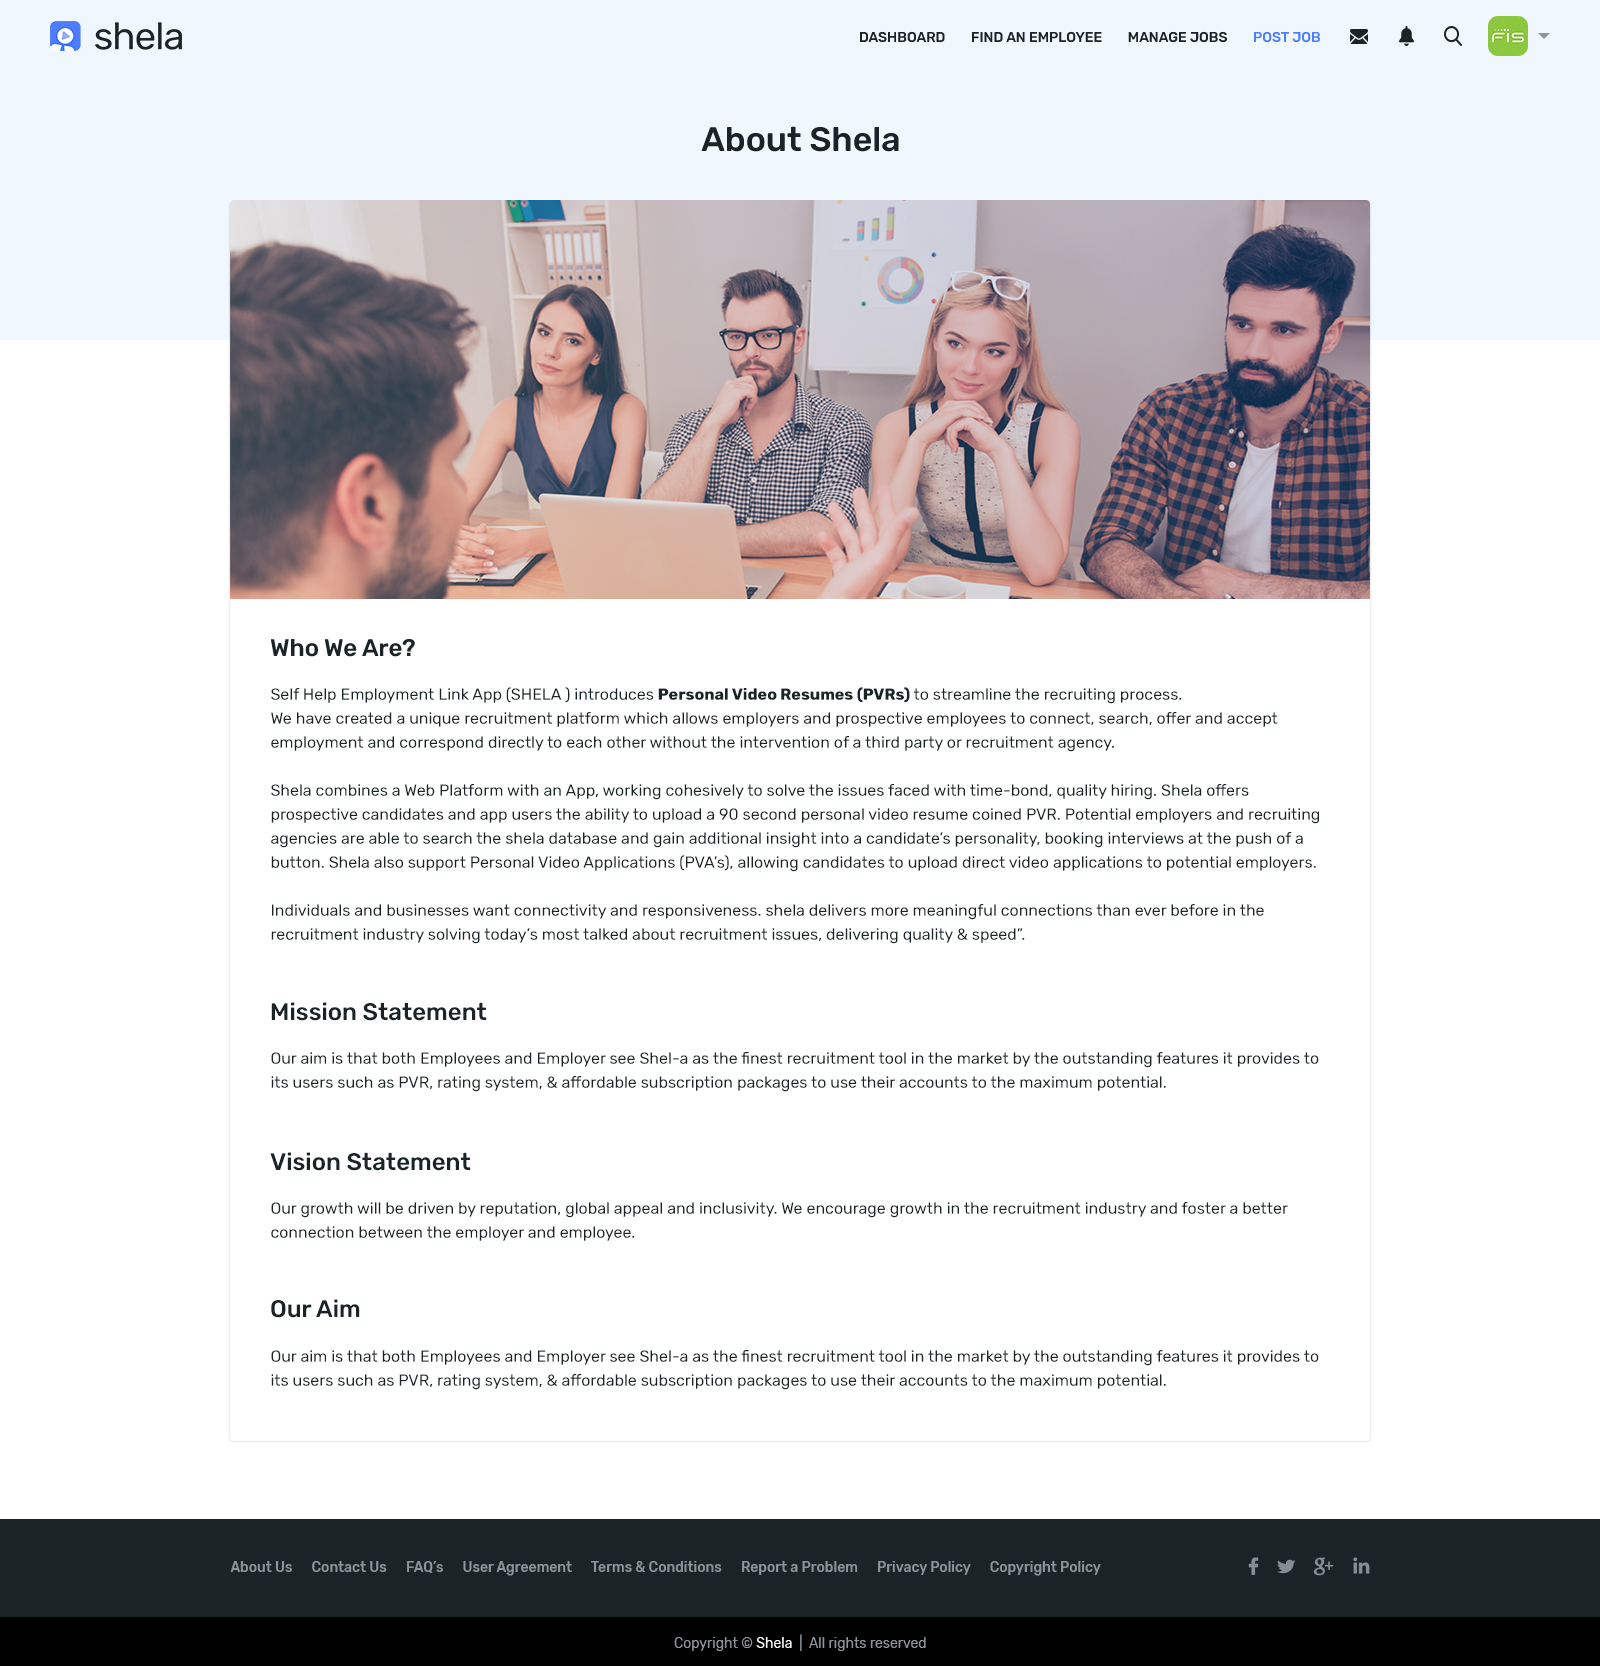 shela
DASHBOARD FIND AN EMPLOYEE MANAGE JOBS POST JOB FIS
About Shela
Who We Are?
Self Help Employment Link App (SHELA ) introduces Personal Video Resumes (PVRs) to streamline the recruiting process.
We have created a unique recruitment platform which allows employers and prospective employees to connect, search, offer and accept
employment and correspond directly to each other without the intervention of a third party or recruitment agency.
Shela combines a Web Platform with an App, working cohesively to solve the issues faced with time-bond, quality hiring. Shela offers
prospective candidates and app users the ability to upload a 90 second personal video resume coined PVR. Potential employers and recruiting
agencies are able to search the shela database and gain additional insight into a candidate’s personality, booking interviews at the push of a
button. Shela also support Personal Video Applications (PVA’s), allowing candidates to upload direct video applications to potential employers.
Individuals and businesses want connectivity and responsiveness. shela delivers more meaningful connections than ever before in the
recruitment industry solving today’s most talked about recruitment issues, delivering quality & speed”.
Mission Statement
Our aim is that both Employees and Employer see Shel-a as the finest recruitment tool in the market by the outstanding features it provides to
its users such as PVR, rating system, & affordable subscription packages to use their accounts to the maximum potential.
Vision Statement
Our growth will be driven by reputation, global appeal and inclusivity. We encourage growth in the recruitment industry and foster a better
connection between the employer and employee.
Our Aim
Our aim is that both Employees and Employer see Shel-a as the finest recruitment tool in the market by the outstanding features it provides to
its users such as PVR, rating system, & affordable subscription packages to use their accounts to the maximum potential.
About Us Contact Us FAQ’s User Agreement Terms & Conditions Report a Problem Privacy Policy Copyright Policy
Copyright © Shela | All rights reserved